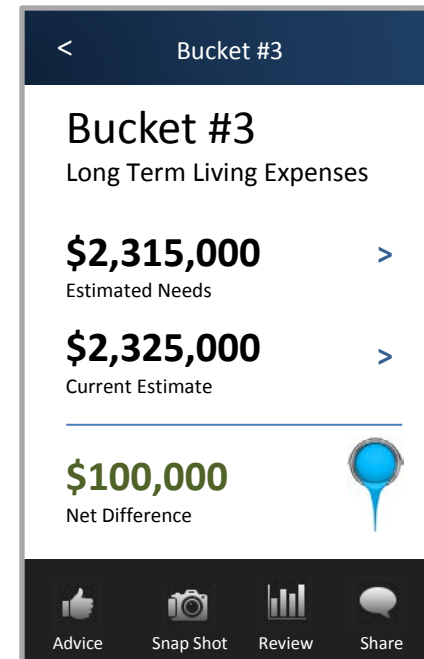 < Bucket #3
Bucket #3
Long Term Living Expenses
$2,315,000 >
Estimated Needs
$2,325,000 >
Current Estimate
$100,000
Net Difference
Advice Snap Shot Review Share